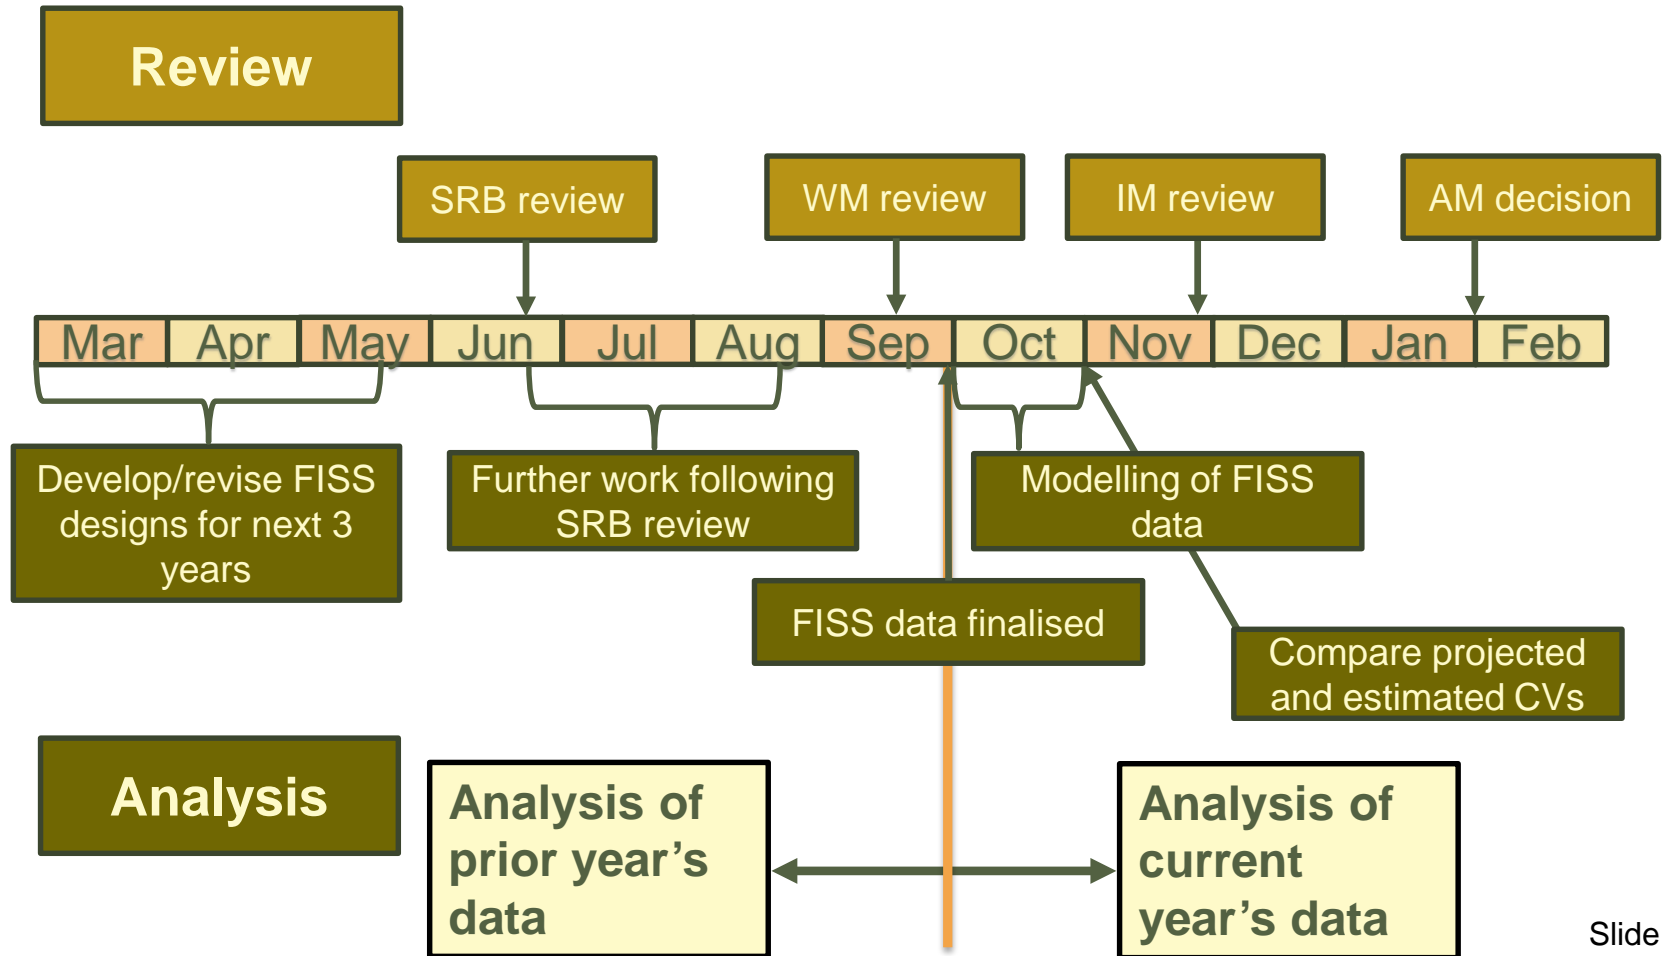 Review
SRB review
WM review
IM review
AM decision
Mar Apr May Jun Jul Aug Sep Oct Nov Dec Jan Feb
Develop/revise FISS
designs for next 3
years
Further work following
SRB review
Modelling of FISS
data
FISS data finalised
Compare projected
and estimated CVs
Analysis
Analysis of
prior year’s
data
Analysis of
current
year’s data
Slide